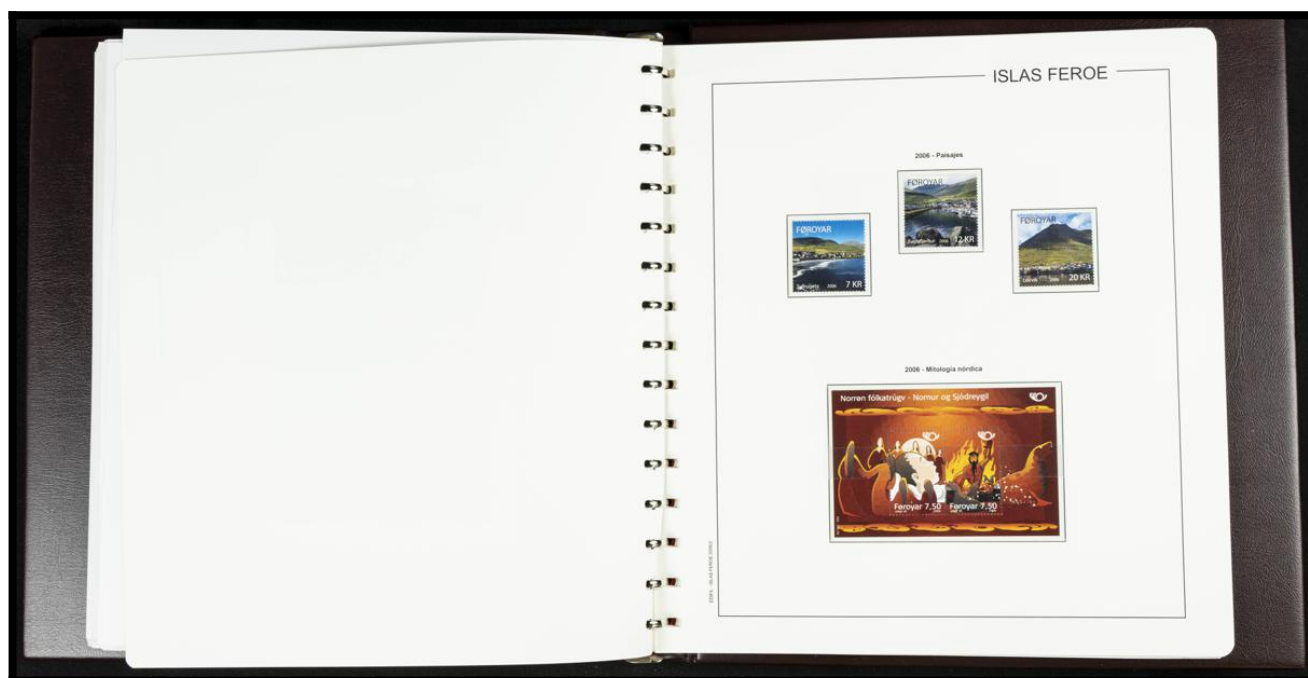 ISLAS FEROE
2006 - Paisajes
FØROYAR
12 KR
FØROYAR
2006 7 KR
FØROYAR
20 KR
2006 - Mitología nórdica
Norrøn fólkatrúgv - Nornur og Sjódreygil
Føroyar 7,50 Føroyar 7,50